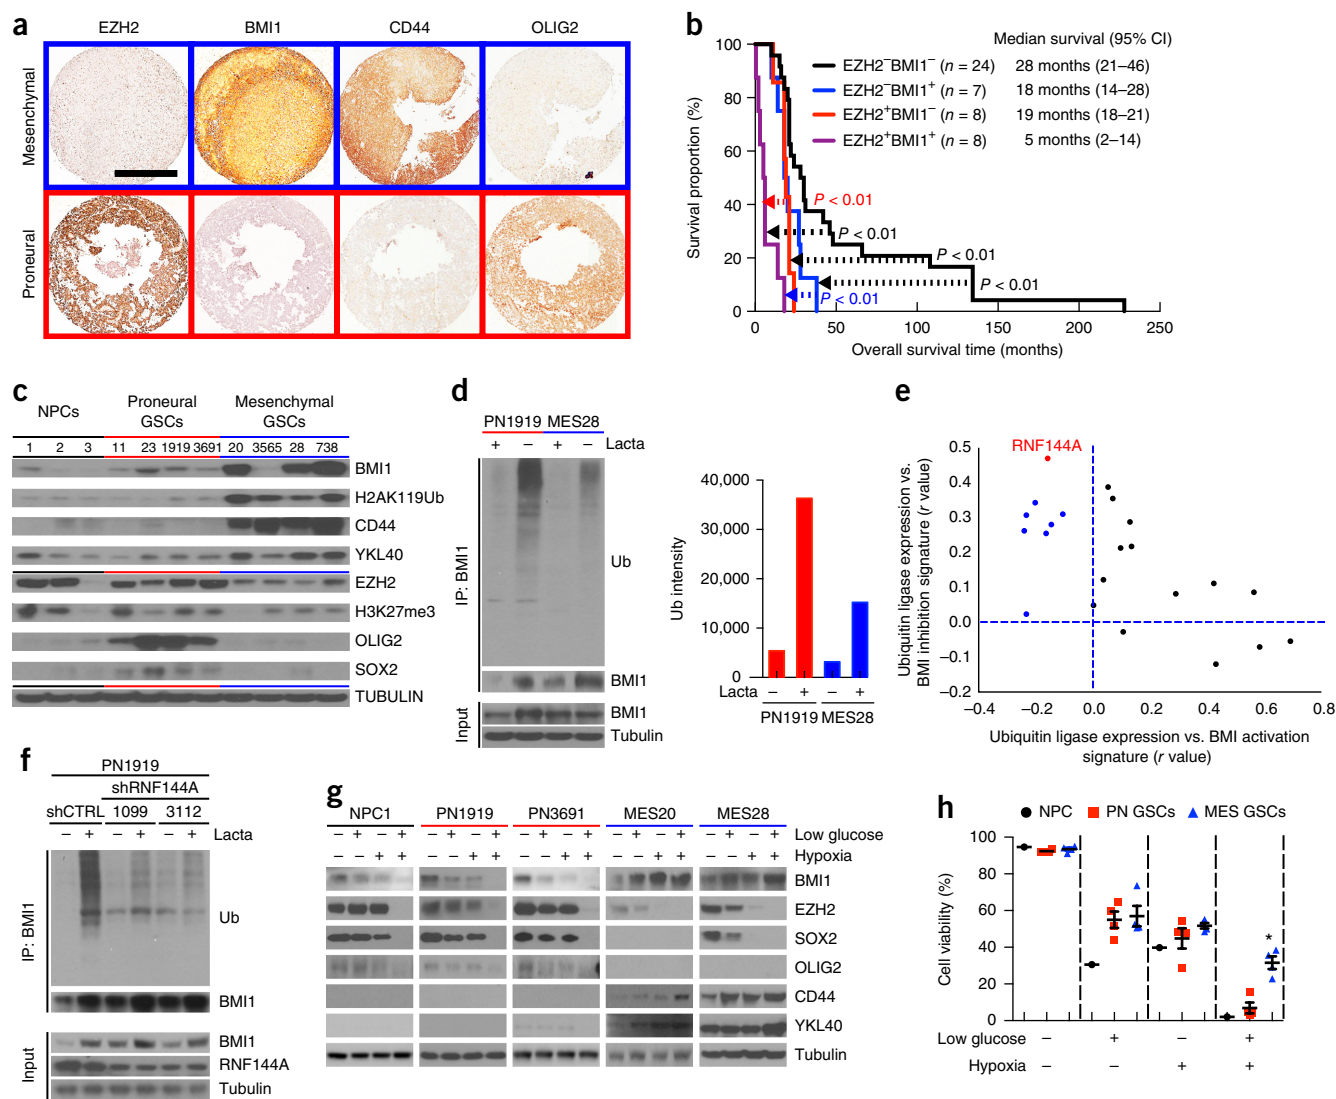 a
EZH2 BMI1 CD44 OLIG2
Mesenchymal
Proneural
b
Median survival (95% CI)
EZH2⁻BMI1⁻ (n = 24) 28 months (21–46)
EZH2⁻BMI1⁺ (n = 7) 18 months (14–28)
EZH2⁺BMI1⁻ (n = 8) 19 months (18–21)
EZH2⁺BMI1⁺ (n = 8) 5 months (2–14)
Survival proportion (%)
100
80
60
40
20
0
P < 0.01
P < 0.01
P < 0.01
P < 0.01
P < 0.01
0 50 100 150 200 250
Overall survival time (months)
c
NPCs Proneural GSCs Mesenchymal GSCs
1 2 3 11 23 1919 3691 20 3565 28 738
BMI1
H2AK119Ub
CD44
YKL40
EZH2
H3K27me3
OLIG2
SOX2
TUBULIN
d
PN1919 MES28
+ – + – Lacta
IP: BMI1
Ub
BMI1
Input
BMI1
Tubulin
Ub intensity
40,000
30,000
20,000
10,000
0
Lacta – + – +
PN1919 MES28
e
Ubiquitin ligase expression vs.
BMI inhibition signature (r value)
RNF144A
0.5
0.4
0.3
0.2
0.1
0.0
–0.1
–0.2
–0.4 –0.2 0.0 0.2 0.4 0.6 0.8
Ubiquitin ligase expression vs. BMI activation
signature (r value)
f
PN1919
shRNF144A
shCTRL 1099 3112
– + – + – + Lacta
IP: BMI1
Ub
BMI1
Input
BMI1
RNF144A
Tubulin
g
NPC1 PN1919 PN3691 MES20 MES28
– + – + – + – + – + – + – + – + – + – + Low glucose
– – + + – – + + – – + + – – + + – – + + Hypoxia
BMI1
EZH2
SOX2
OLIG2
CD44
YKL40
Tubulin
h
NPC PN GSCs MES GSCs
Cell viability (%)
100
80
60
40
20
0
*
Low glucose – + – +
Hypoxia – – + +